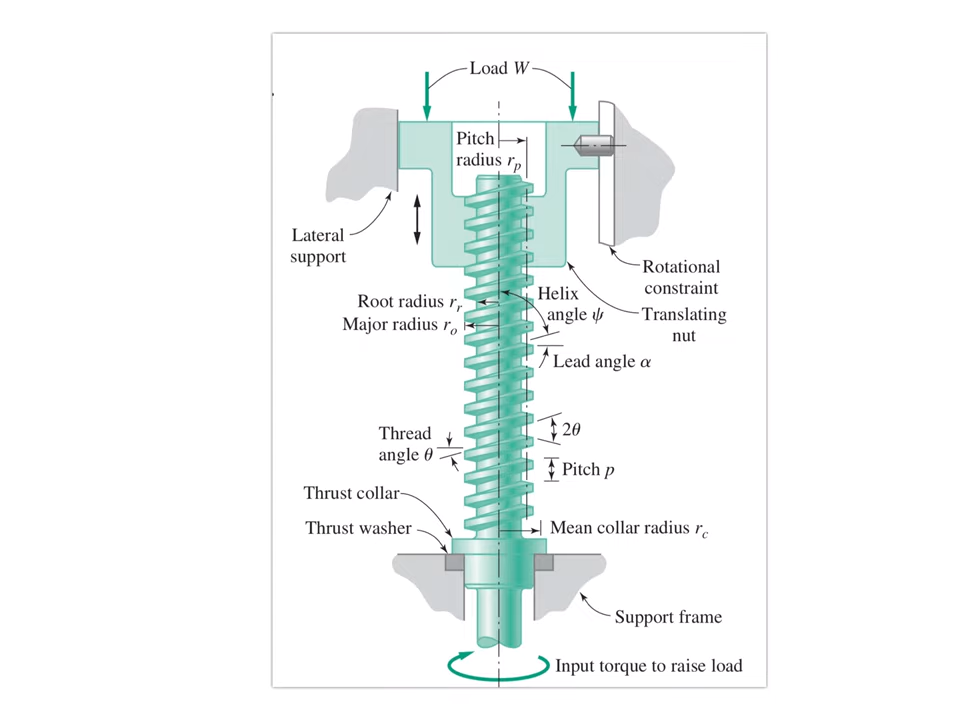 Load W
Pitch
radius rₚ
Lateral
support
Rotational
constraint
Helix
angle ψ
Translating
nut
Root radius rᵣ
Major radius rₒ
Lead angle α
Thread
angle θ
2θ
Pitch p
Thrust collar
Thrust washer
Mean collar radius r꜀
Support frame
Input torque to raise load